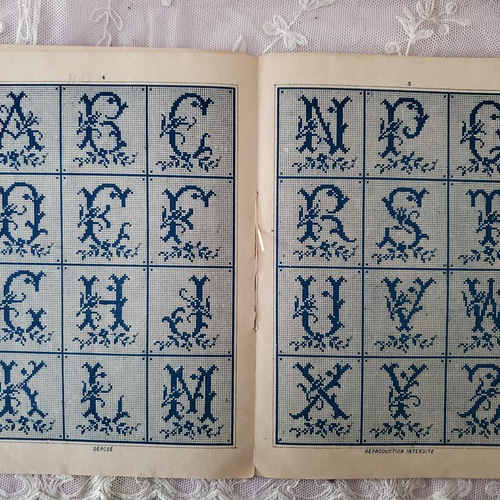 4
A B C
D E F
G H J
K L M
DÉPOSÉ
5
N P Q
R S T
U V W
X Y Z
REPRODUCTION INTERDITE